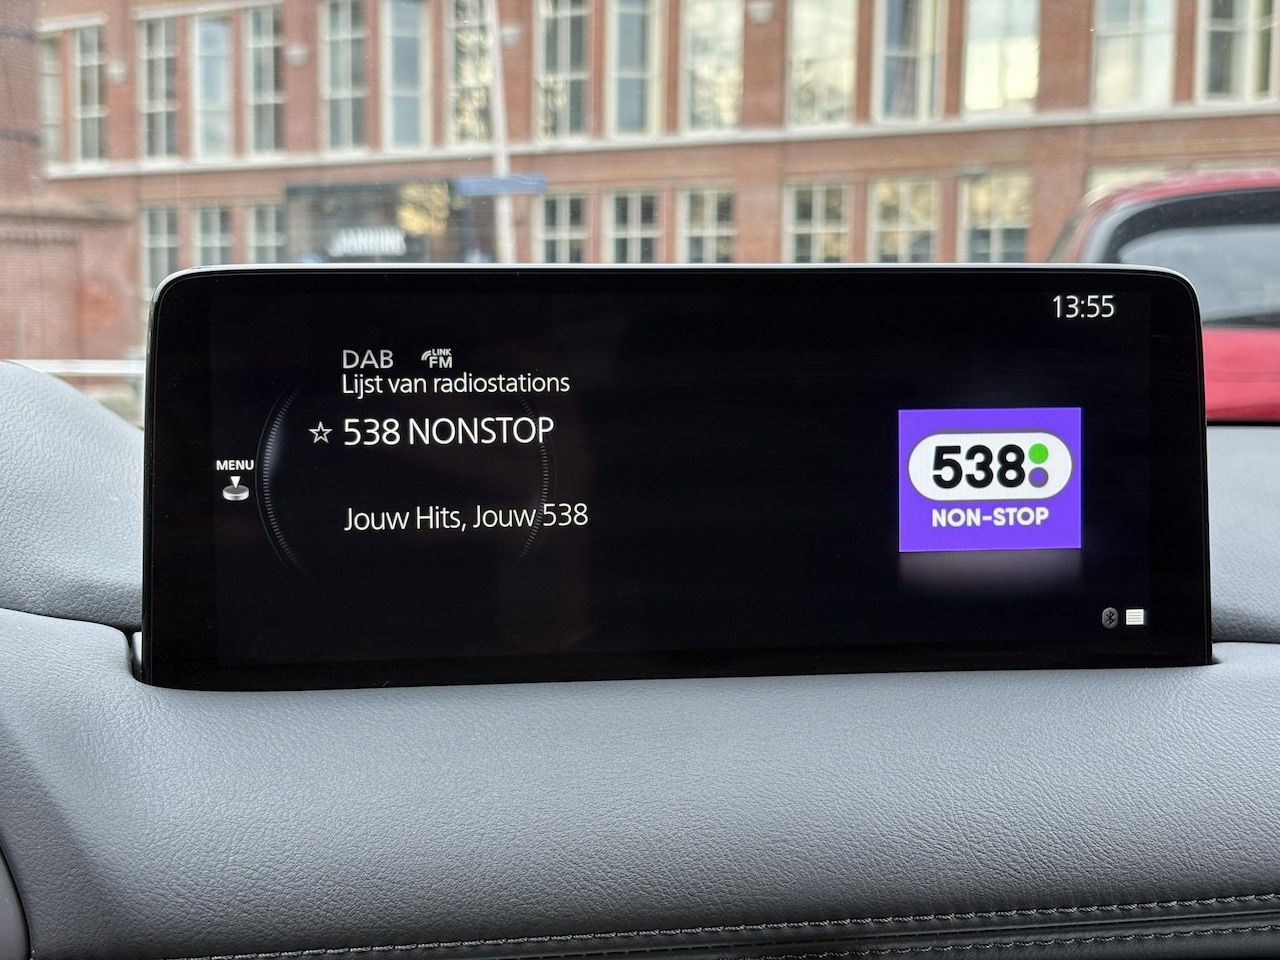 13:55
DAB LINK FM
Lijst van radiostations
☆ 538 NONSTOP
MENU
Jouw Hits, Jouw 538
538
NON-STOP